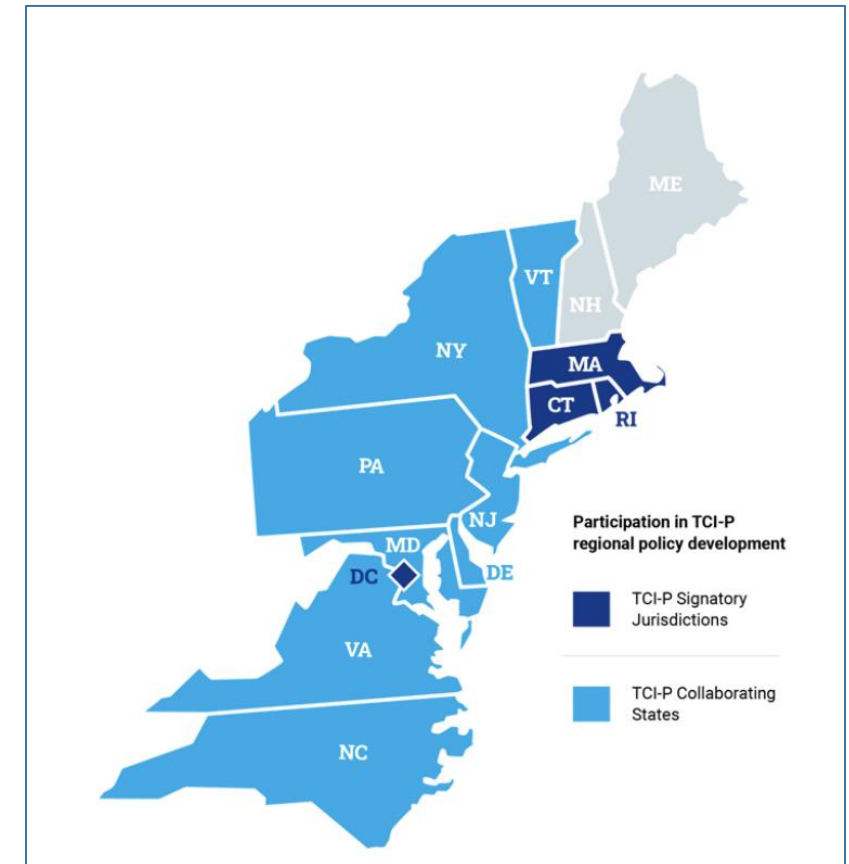 ME
VT
NH
NY
MA
CT
RI
PA
NJ
MD
DE
DC
VA
NC
Participation in TCI-P
regional policy development
TCI-P Signatory
Jurisdictions
TCI-P Collaborating
States